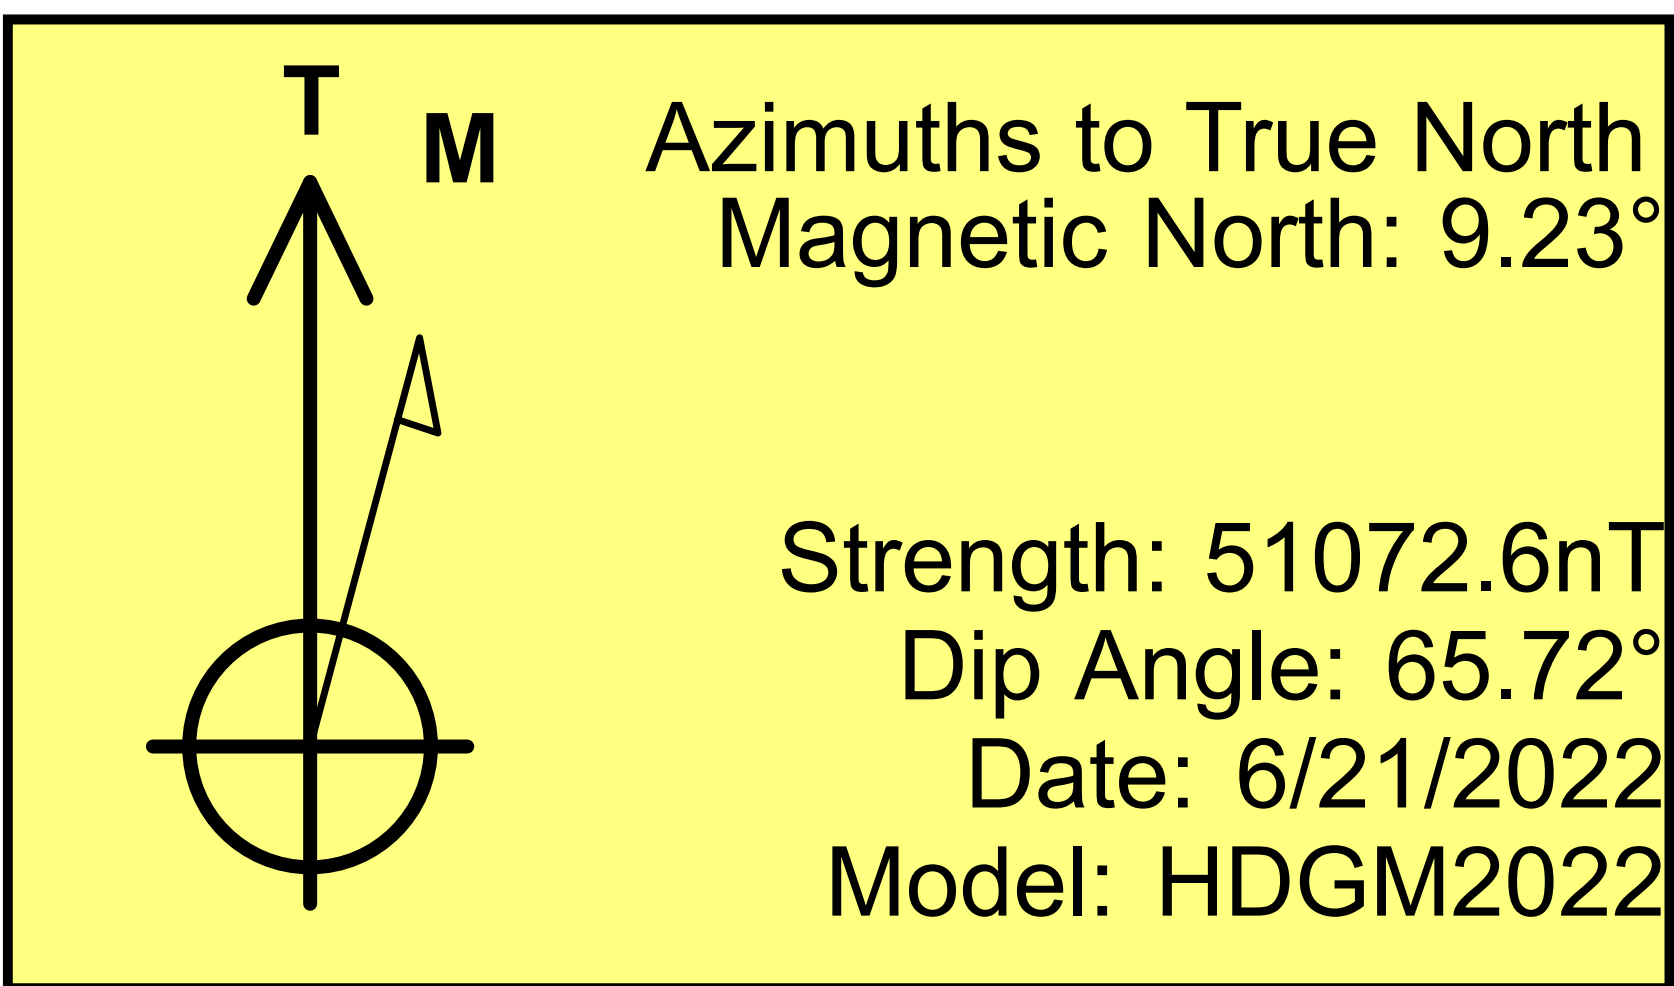 T
M
Azimuths to True North
Magnetic North: 9.23°
Strength: 51072.6nT
Dip Angle: 65.72°
Date: 6/21/2022
Model: HDGM2022